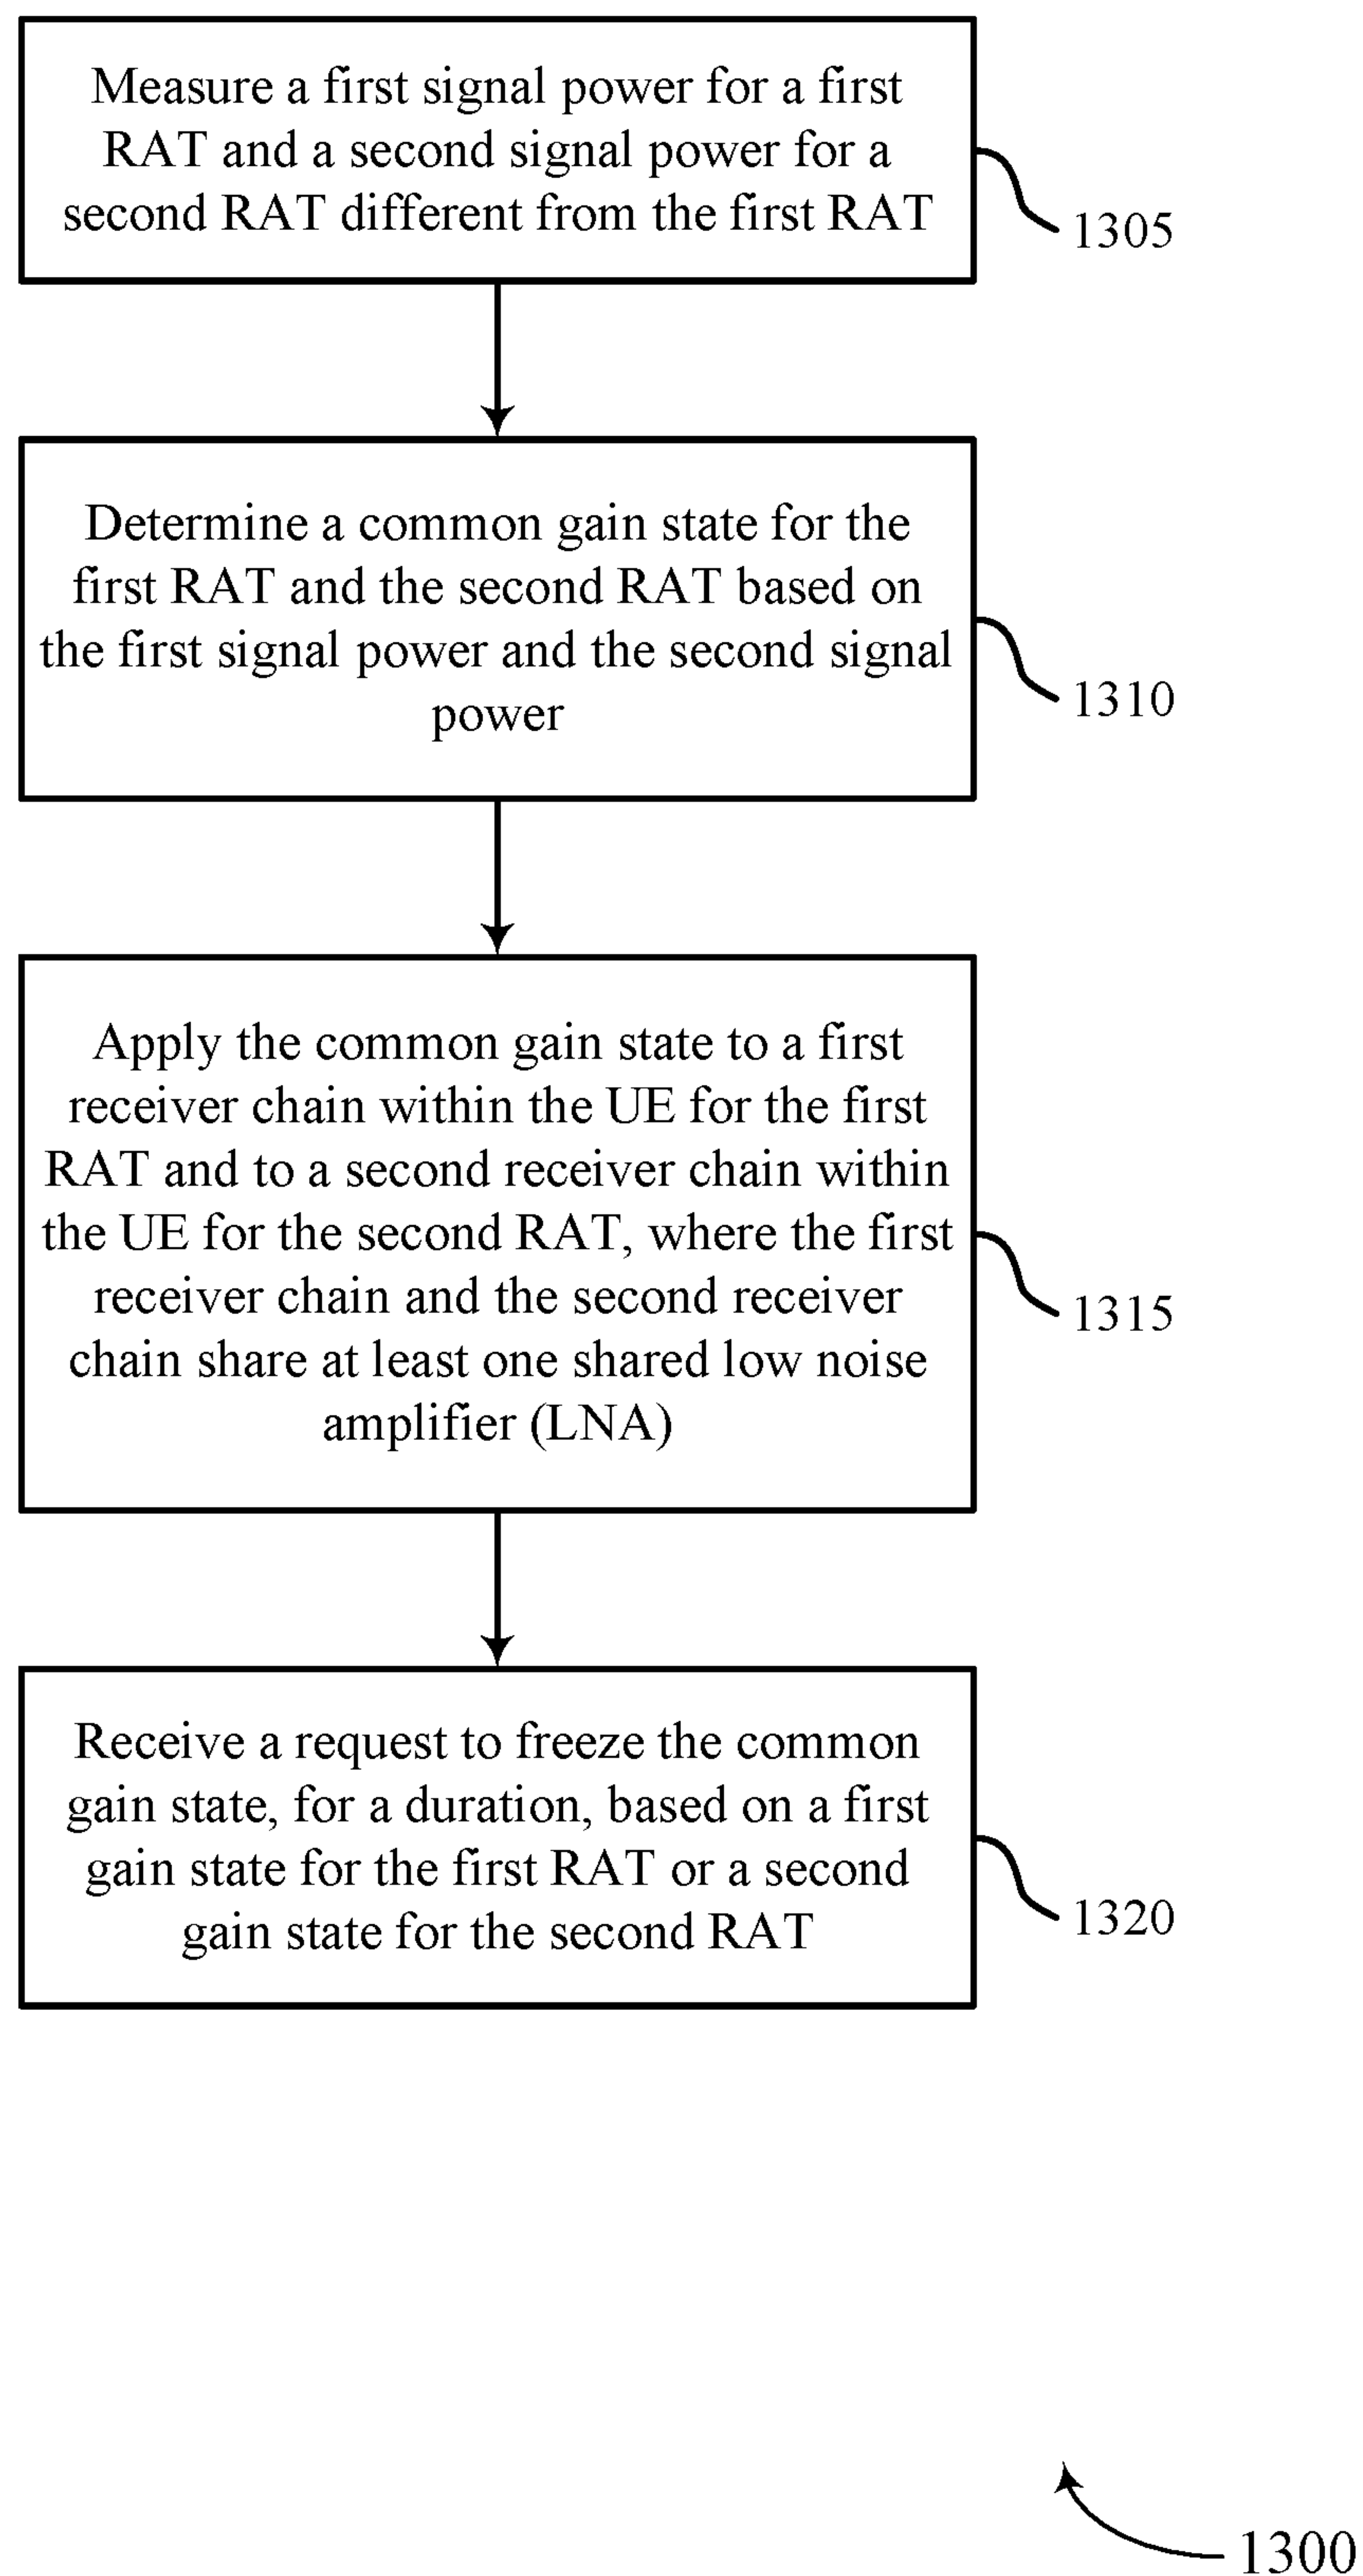 Measure a first signal power for a first
RAT and a second signal power for a
second RAT different from the first RAT
1305
Determine a common gain state for the
first RAT and the second RAT based on
the first signal power and the second signal
power
1310
Apply the common gain state to a first
receiver chain within the UE for the first
RAT and to a second receiver chain within
the UE for the second RAT, where the first
receiver chain and the second receiver
chain share at least one shared low noise
amplifier (LNA)
1315
Receive a request to freeze the common
gain state, for a duration, based on a first
gain state for the first RAT or a second
gain state for the second RAT
1320
1300